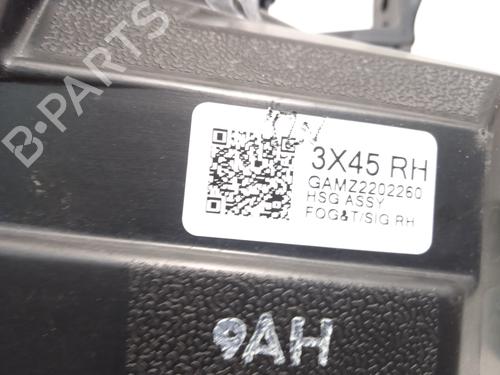 B-PARTS
3X45 RH
GAMZ2202260
HSG ASSY
FOG&T/SIG RH
9AH